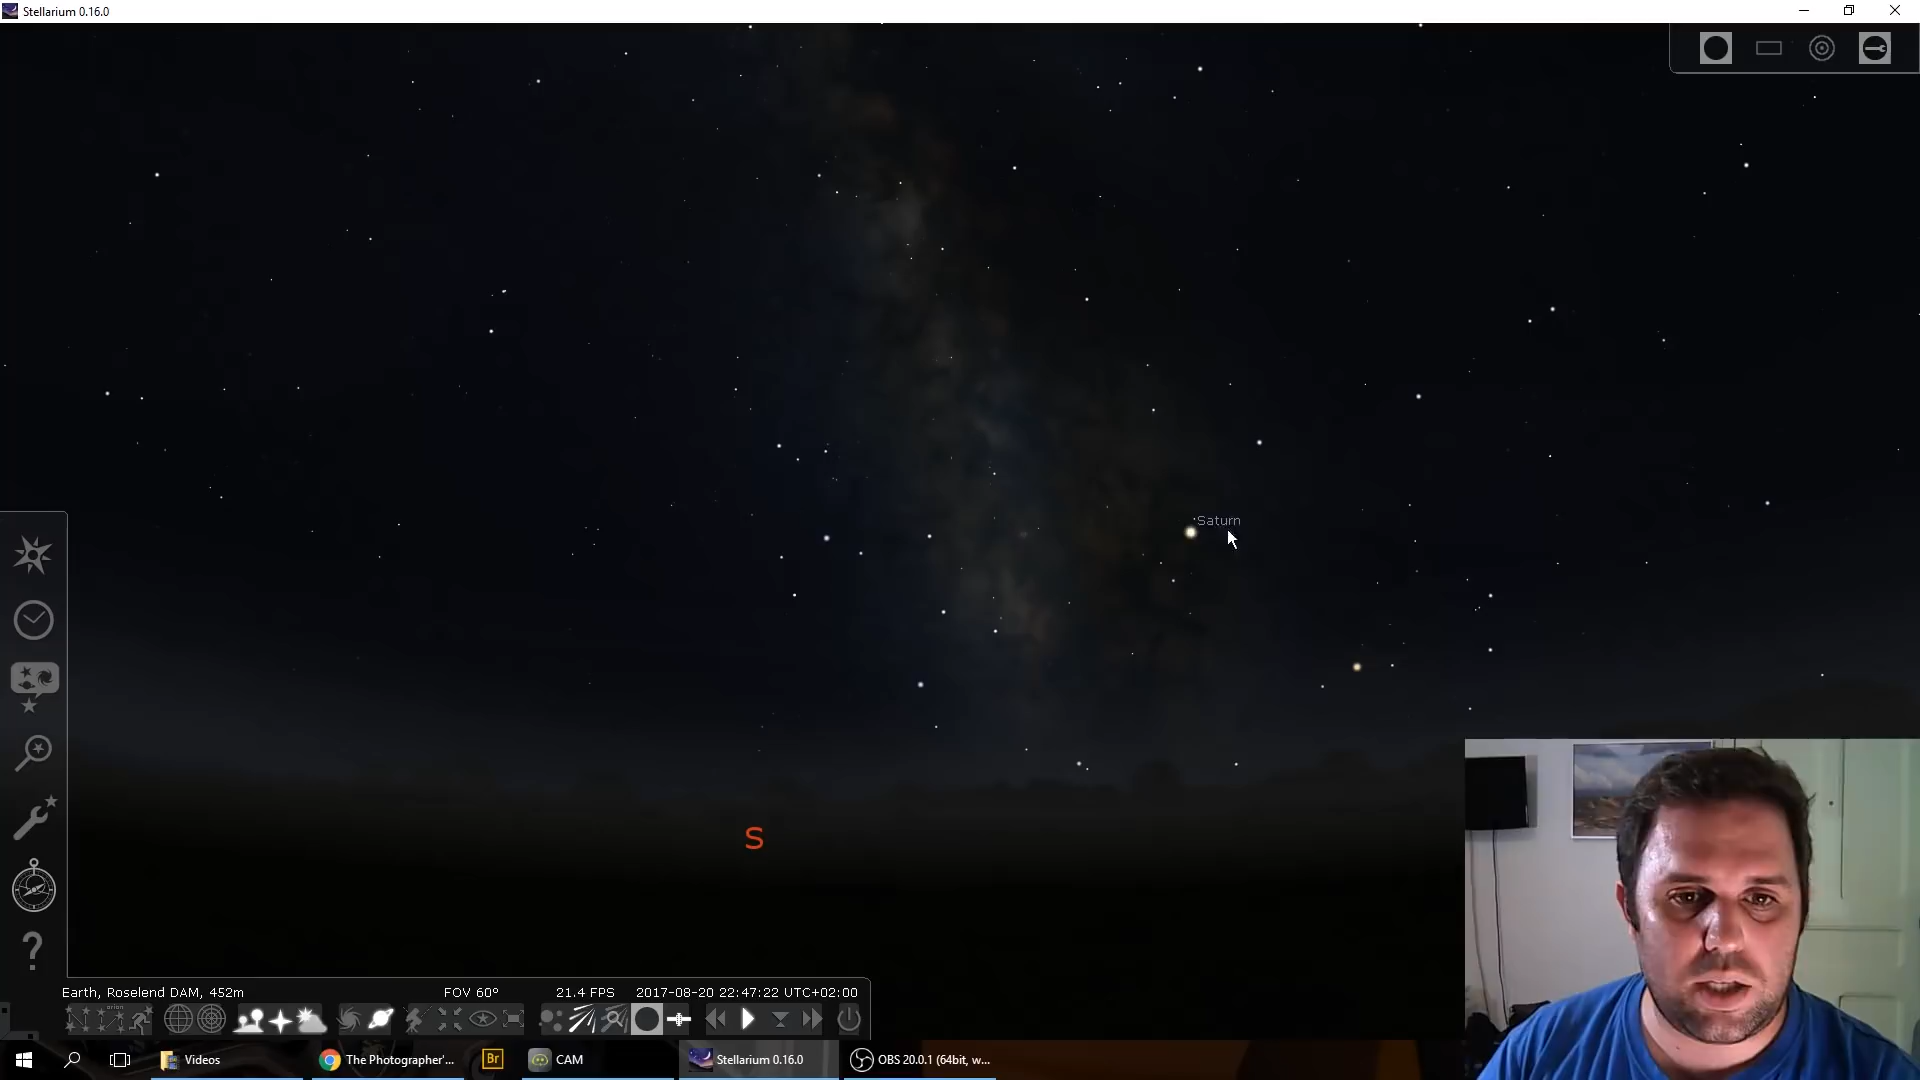 Stellarium 0.16.0
Saturn
S
Earth, Roselend DAM, 452m FOV 60° 21.4 FPS 2017-08-20 22:47:22 UTC+02:00
Videos The Photographer'... Br CAM Stellarium 0.16.0 OBS 20.0.1 (64bit, w...